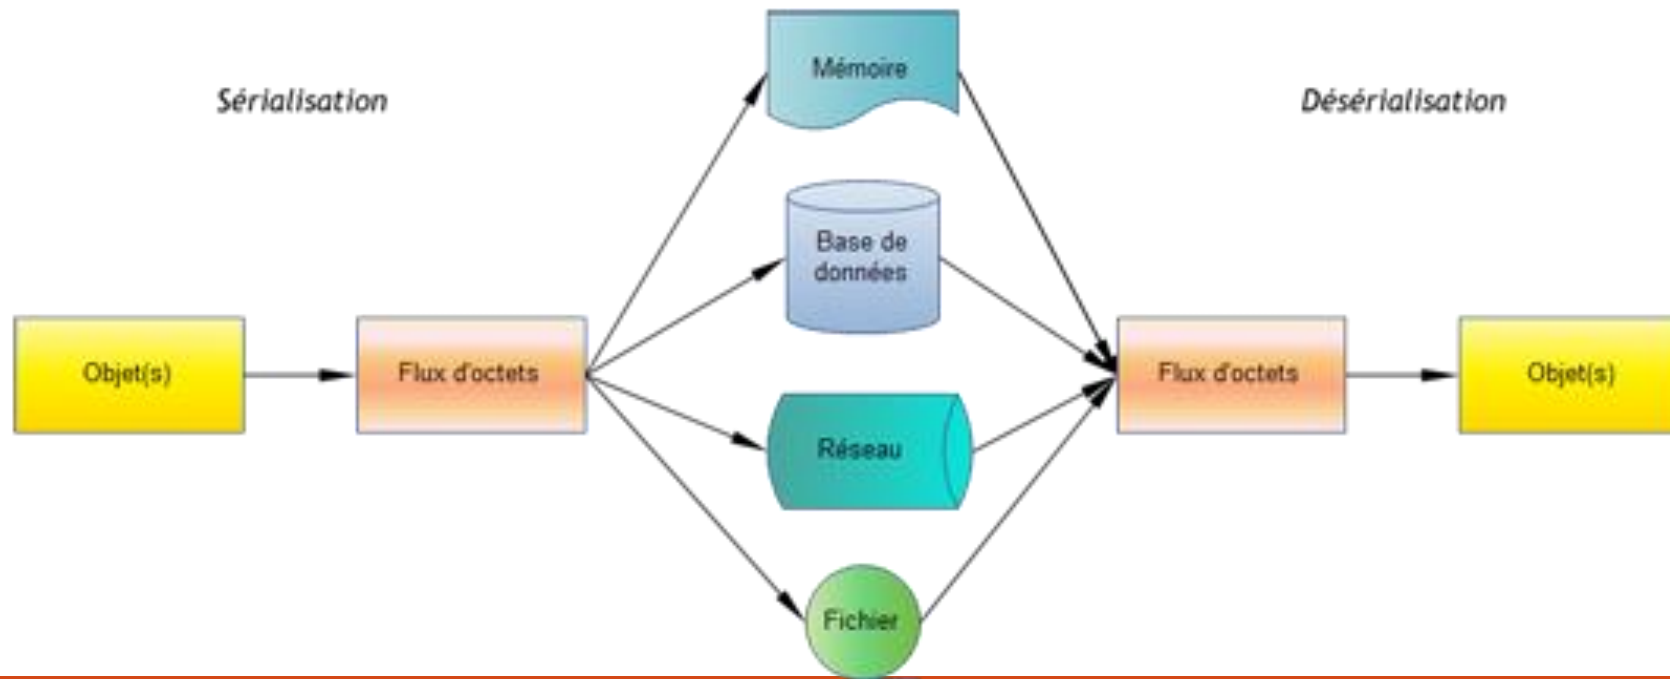 Sérialisation
Désérialisation
Mémoire
Base de
données
Objet(s)
Flux d'octets
Flux d'octets
Objet(s)
Réseau
Fichier